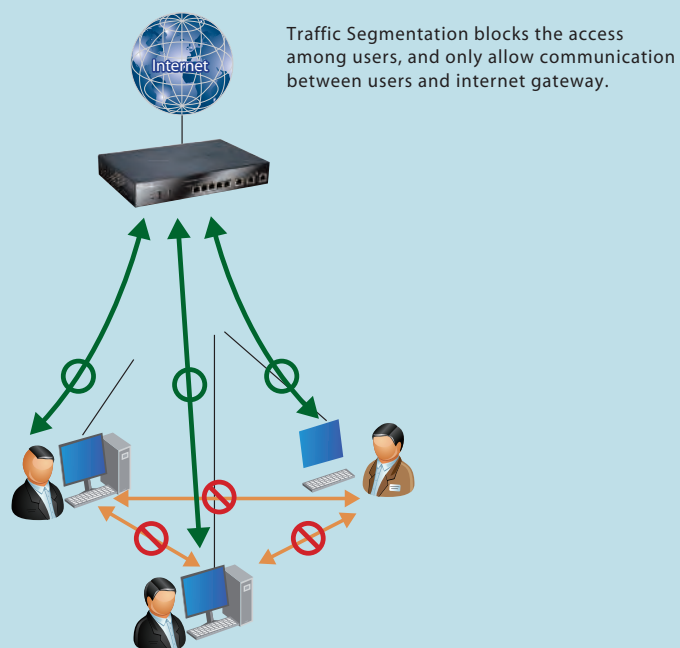 Internet
Traffic Segmentation blocks the access
among users, and only allow communication
between users and internet gateway.